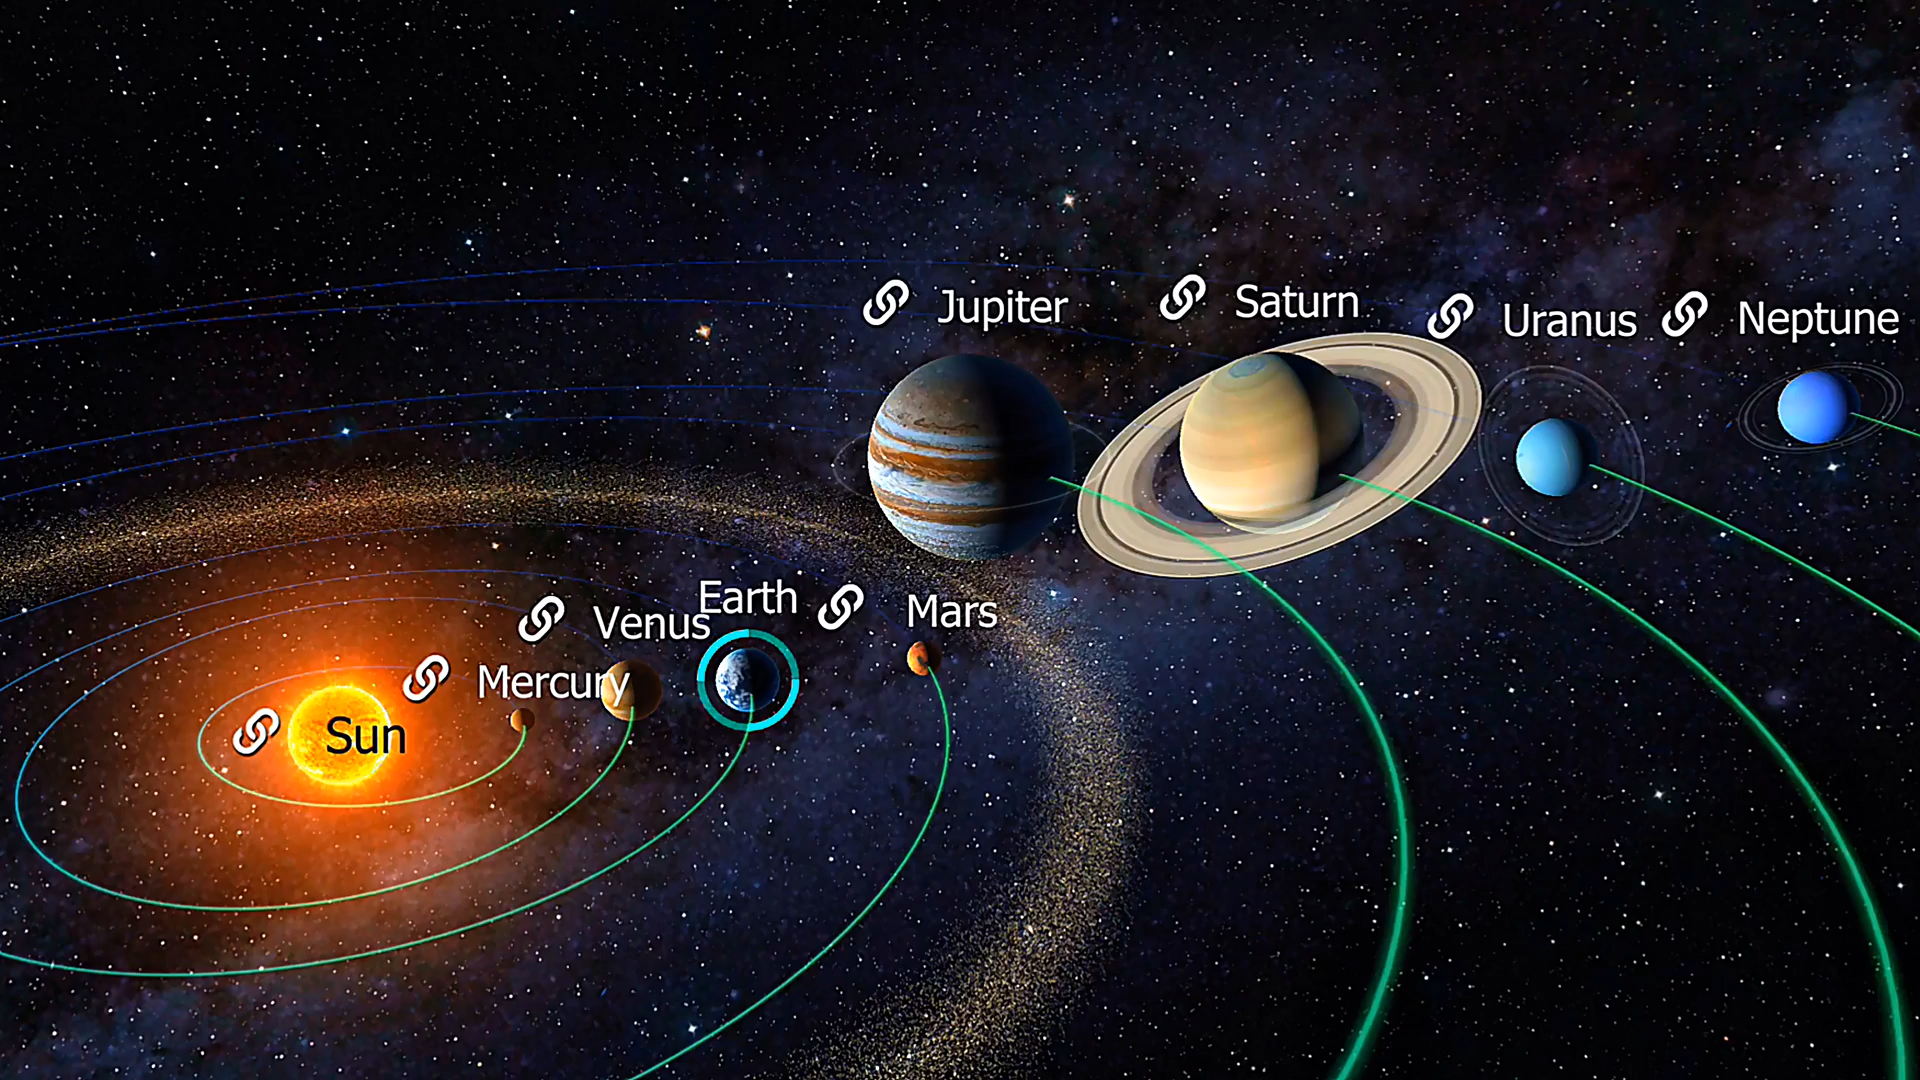 Jupiter
Saturn
Uranus
Neptune
Earth
Venus
Mars
Mercury
Sun